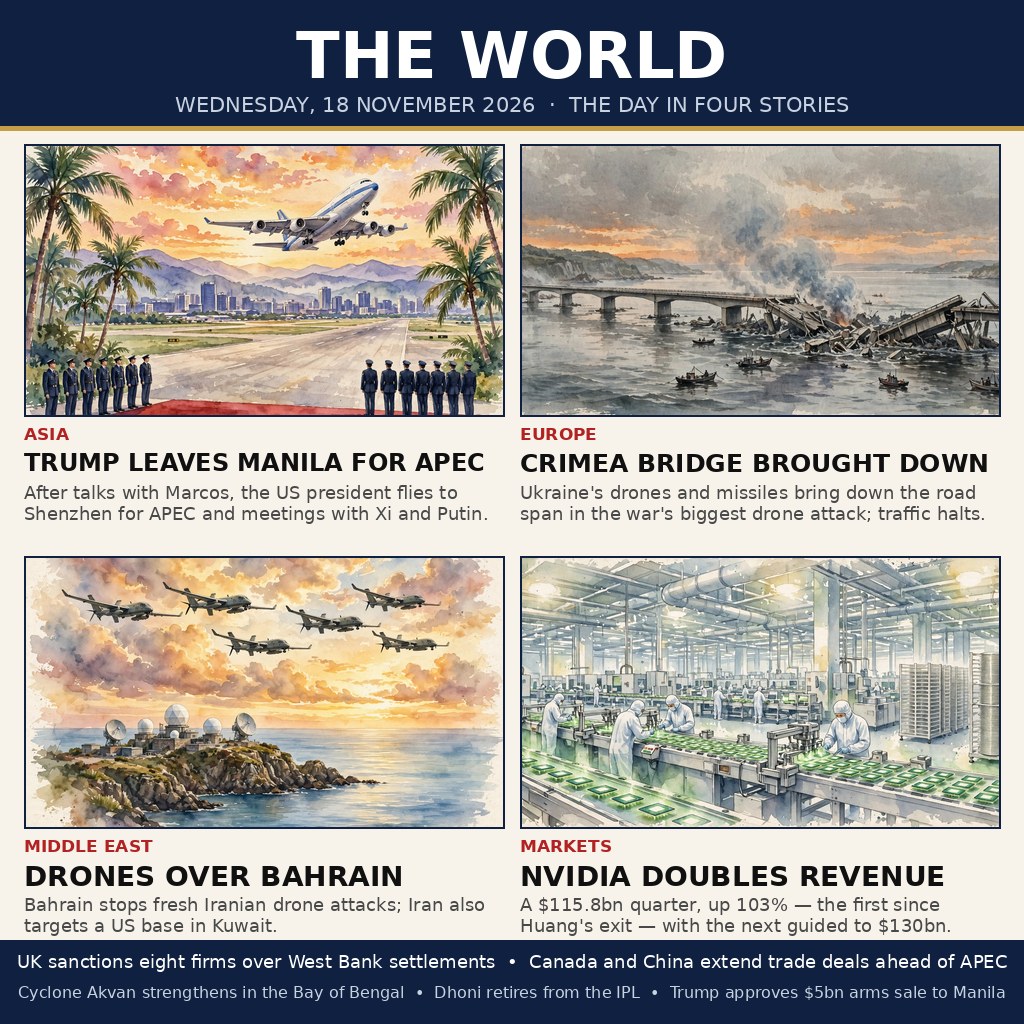 THE WORLD
WEDNESDAY, 18 NOVEMBER 2026 · THE DAY IN FOUR STORIES
ASIA
TRUMP LEAVES MANILA FOR APEC
After talks with Marcos, the US president flies to
Shenzhen for APEC and meetings with Xi and Putin.
EUROPE
CRIMEA BRIDGE BROUGHT DOWN
Ukraine's drones and missiles bring down the road
span in the war's biggest drone attack; traffic halts.
MIDDLE EAST
DRONES OVER BAHRAIN
Bahrain stops fresh Iranian drone attacks; Iran also
targets a US base in Kuwait.
MARKETS
NVIDIA DOUBLES REVENUE
A $115.8bn quarter, up 103% — the first since
Huang's exit — with the next guided to $130bn.
UK sanctions eight firms over West Bank settlements • Canada and China extend trade deals ahead of APEC
Cyclone Akvan strengthens in the Bay of Bengal • Dhoni retires from the IPL • Trump approves $5bn arms sale to Manila